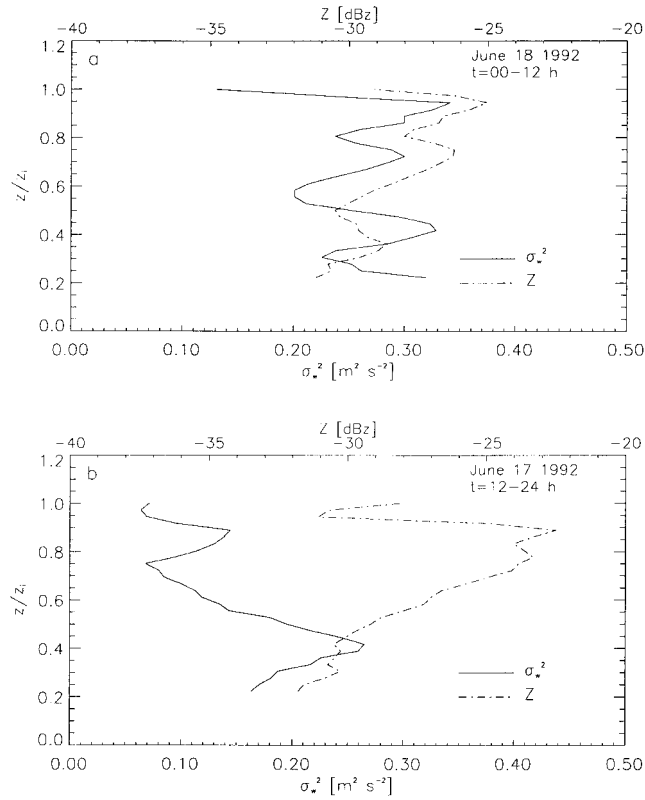 Z [dBz]
-40 -35 -30 -25 -20
a
June 18 1992
t=00-12 h
1.2
1.0
0.8
0.6
0.4
0.2
0.0
z/zᵢ
σw²
Z
0.00 0.10 0.20 0.30 0.40 0.50
σw² [m² s⁻²]
Z [dBz]
-40 -35 -30 -25 -20
b
June 17 1992
t=12-24 h
1.2
1.0
0.8
0.6
0.4
0.2
0.0
z/zᵢ
σw²
Z
0.00 0.10 0.20 0.30 0.40 0.50
σw² [m² s⁻²]